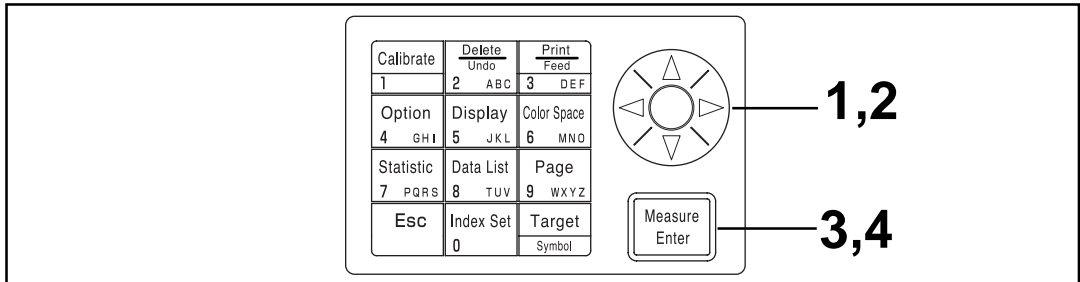 Calibrate
1
Delete
Undo
2 ABC
Print
Feed
3 DEF
Option
4 GHI
Display
5 JKL
Color Space
6 MNO
Statistic
7 PQRS
Data List
8 TUV
Page
9 WXYZ
Esc
Index Set
0
Target
Symbol
1,2
Measure
Enter
3,4